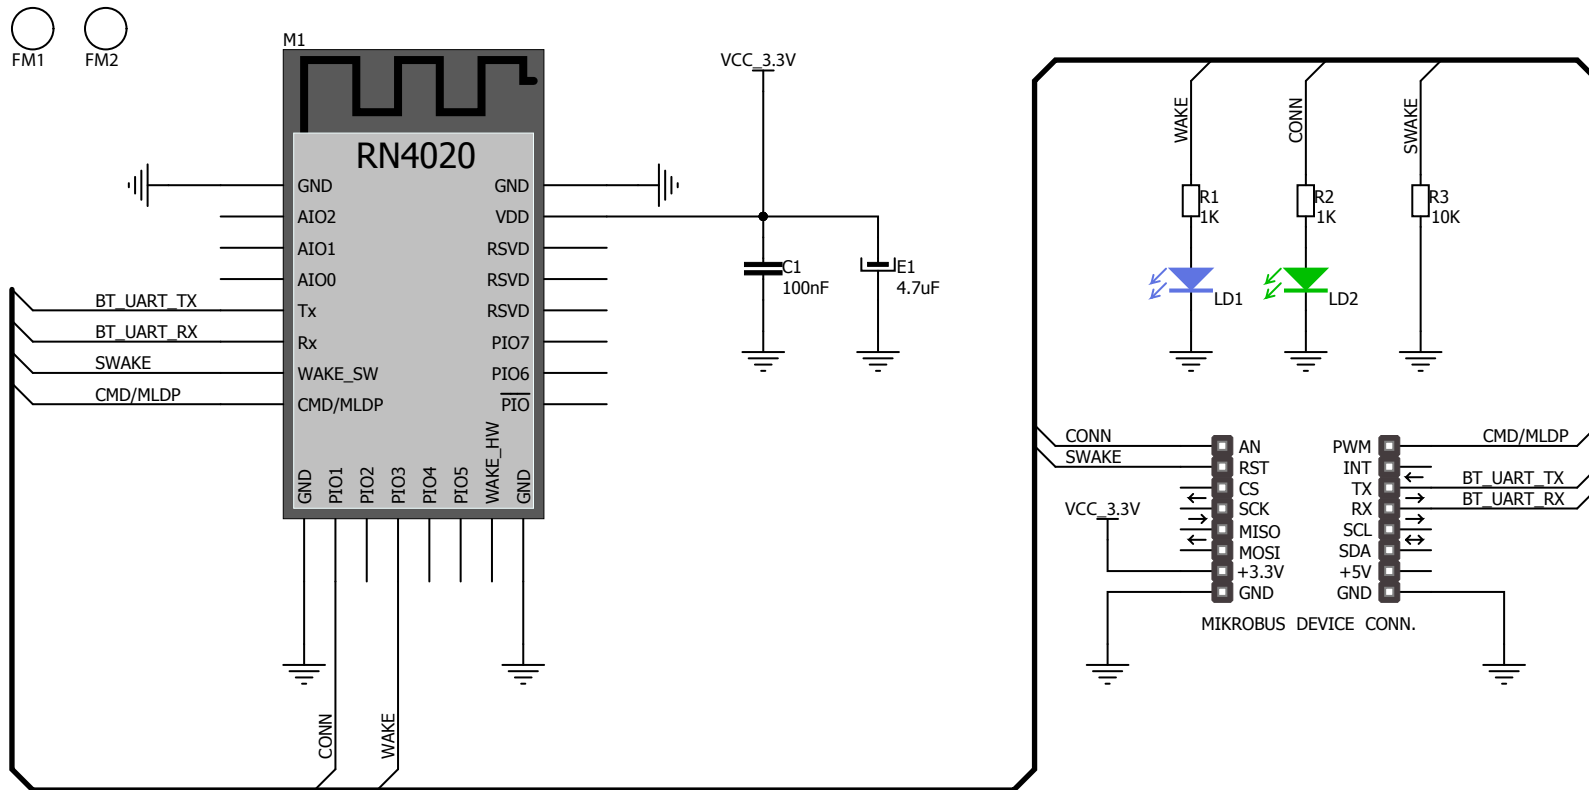 FM1
FM2
M1
RN4020
GND
AIO2
AIO1
AIO0
Tx
Rx
WAKE_SW
CMD/MLDP
GND
VDD
RSVD
RSVD
RSVD
PIO7
PIO6
PIO
GND
PIO1
PIO2
PIO3
PIO4
PIO5
WAKE_HW
GND
BT_UART_TX
BT_UART_RX
SWAKE
CMD/MLDP
CONN
WAKE
VCC_3.3V
C1
100nF
E1
4.7uF
WAKE
CONN
SWAKE
R1
1K
R2
1K
R3
10K
LD1
LD2
CONN
SWAKE
VCC_3.3V
AN
RST
CS
SCK
MISO
MOSI
+3.3V
GND
PWM
INT
TX
RX
SCL
SDA
+5V
GND
CMD/MLDP
BT_UART_TX
BT_UART_RX
MIKROBUS DEVICE CONN.